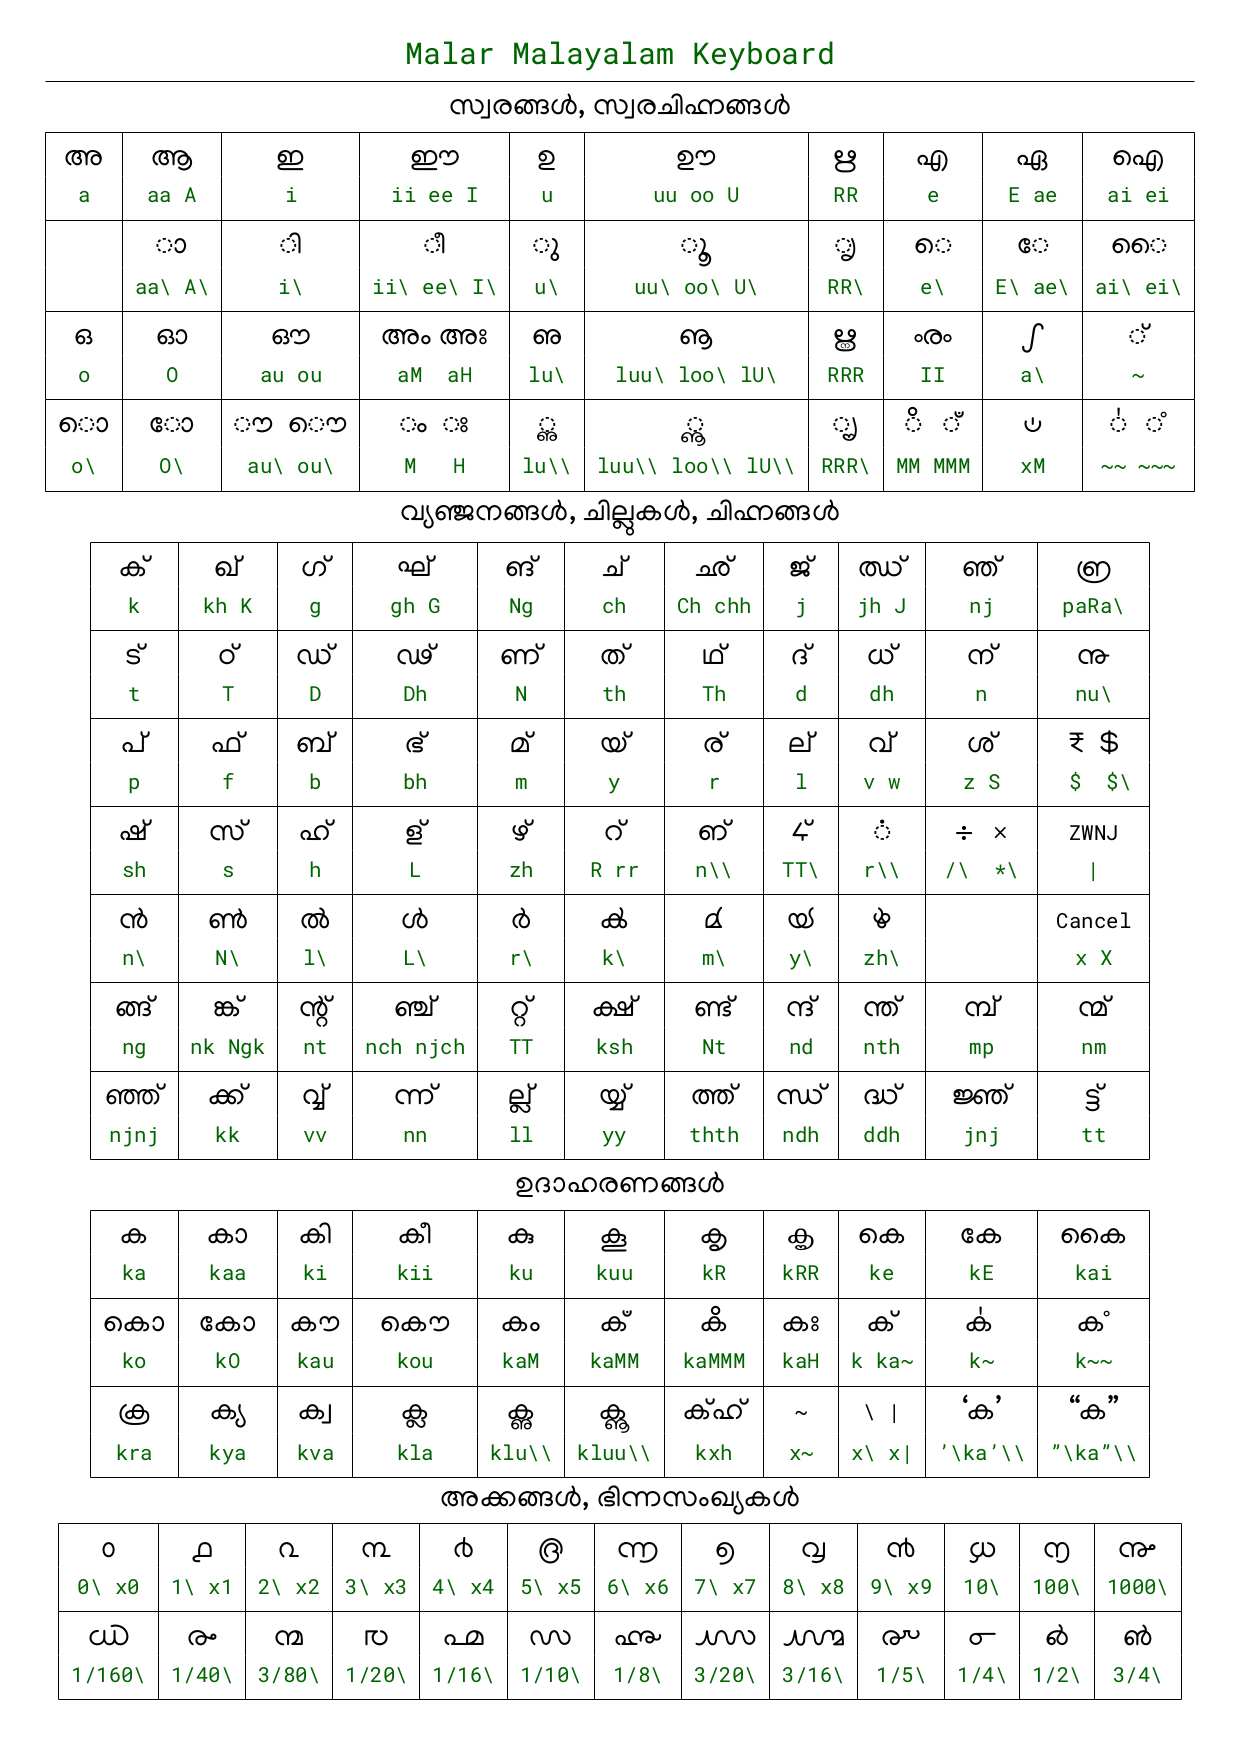 Malar Malayalam Keyboard
സ്വരങ്ങൾ, സ്വരചിഹ്നങ്ങൾ
അ ആ ഇ ഈ ഉ ഊ ഋ എ ഏ ഐ
a aa A i ii ee I u uu oo U RR e E ae ai ei
ാ ി ീ ു ൂ ൃ െ േ ൈ
aa\ A\ i\ ii\ ee\ I\ u\ uu\ oo\ U\ RR\ e\ E\ ae\ ai\ ei\
ഒ ഓ ഔ അം അഃ ഌ ൡ ൠ ൟ ഽ ്
o O au ou aM aH lu\ luu\ loo\ lU\ RRR II a\ ~
ൊ ോ ൗ ൌ ം ഃ ൢ ൣ ൄ
o\ O\ au\ ou\ M H lu\\ luu\\ loo\\ lU\\ RRR\ MM MMM xM ~~ ~~~
വ്യഞ്ജനങ്ങൾ, ചില്ലുകൾ, ചിഹ്നങ്ങൾ
ക് ഖ് ഗ് ഘ് ങ് ച് ഛ് ജ് ഝ് ഞ് ൏
k kh K g gh G Ng ch Ch chh j jh J nj paRa\
ട് ഠ് ഡ് ഢ് ണ് ത് ഥ് ദ് ധ് ന് ഌ
t T D Dh N th Th d dh n nu\
പ് ഫ് ബ് ഭ് മ് യ് ര് ല് വ് ശ് ₹ $
p f b bh m y r l v w z S $ $\
ഷ് സ് ഹ് ള് ഴ് റ് ഩ് ഺ് ൎ ÷ × ZWNJ
sh s h L zh R rr n\\ TT\ r\\ /\ *\ |
ൻ ൺ ൽ ൾ ർ ൿ ൔ ൕ ൖ Cancel
n\ N\ l\ L\ r\ k\ m\ y\ zh\ x X
ങ്ങ് ങ്ക് ന്റ് ഞ്ച് റ്റ് ക്ഷ് ണ്ട് ന്ദ് ന്ത് മ്പ് ന്മ്
ng nk Ngk nt nch njch TT ksh Nt nd nth mp nm
ഞ്ഞ് ക്ക് വ്വ് ന്ന് ല്ല് യ്യ് ത്ത് ന്ധ് ദ്ധ് ജ്ഞ് ട്ട്
njnj kk vv nn ll yy thth ndh ddh jnj tt
ഉദാഹരണങ്ങൾ
ക കാ കി കീ കു കൂ കൃ കൄ കെ കേ കൈ
ka kaa ki kii ku kuu kR kRR ke kE kai
കൊ കോ കൗ കൌ കം കഁ കഃ ക് ക഼
ko kO kau kou kaM kaMM kaMMM kaH k ka~ k~ k~~
ക്ര ക്യ ക്വ ക്ല കൢ കൣ ക്‌ഹ് ~ \ | ‘ക’ “ക”
kra kya kva kla klu\\ kluu\\ kxh x~ x\ x| ’\ka’\\ ”\ka”\\
അക്കങ്ങൾ, ഭിന്നസംഖ്യകൾ
൦ ൧ ൨ ൩ ൪ ൫ ൬ ൭ ൮ ൯ ൰ ൱ ൲
0\ x0 1\ x1 2\ x2 3\ x3 4\ x4 5\ x5 6\ x6 7\ x7 8\ x8 9\ x9 10\ 100\ 1000\
൘ ൙ ൚ ൛ ൶ ൜ ൷ ൝ ൸ ൞ ൳ ൴ ൵
1/160\ 1/40\ 3/80\ 1/20\ 1/16\ 1/10\ 1/8\ 3/20\ 3/16\ 1/5\ 1/4\ 1/2\ 3/4\